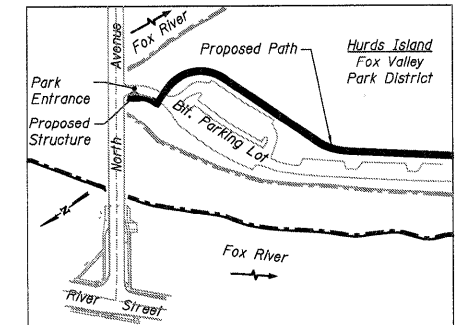 Fox River
Proposed Path
Hurds Island
Fox Valley
Park District
North Avenue
Park
Entrance
Proposed
Structure
Bit. Parking Lot
N
Fox River
River Street